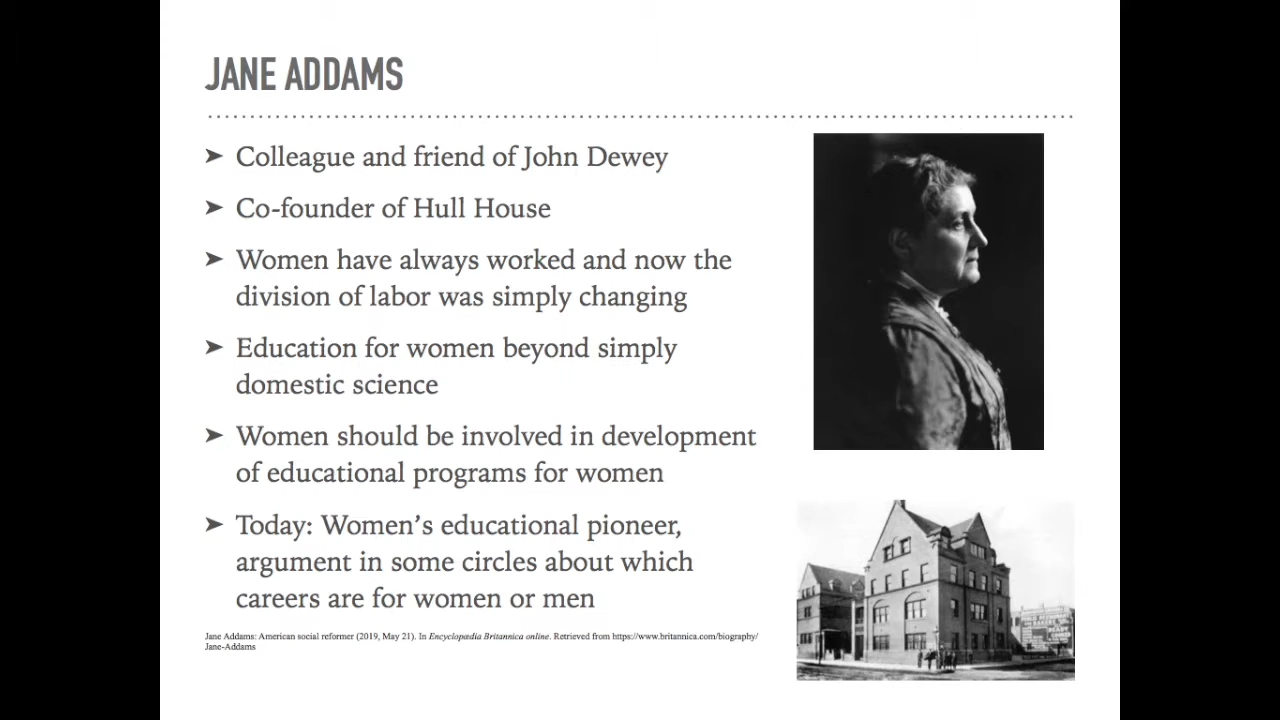 JANE ADDAMS
➤ Colleague and friend of John Dewey
➤ Co-founder of Hull House
➤ Women have always worked and now the
division of labor was simply changing
➤ Education for women beyond simply
domestic science
➤ Women should be involved in development
of educational programs for women
➤ Today: Women’s educational pioneer,
argument in some circles about which
careers are for women or men
Jane Addams: American social reformer (2019, May 21). In Encyclopædia Britannica online. Retrieved from https://www.britannica.com/biography/
Jane-Addams